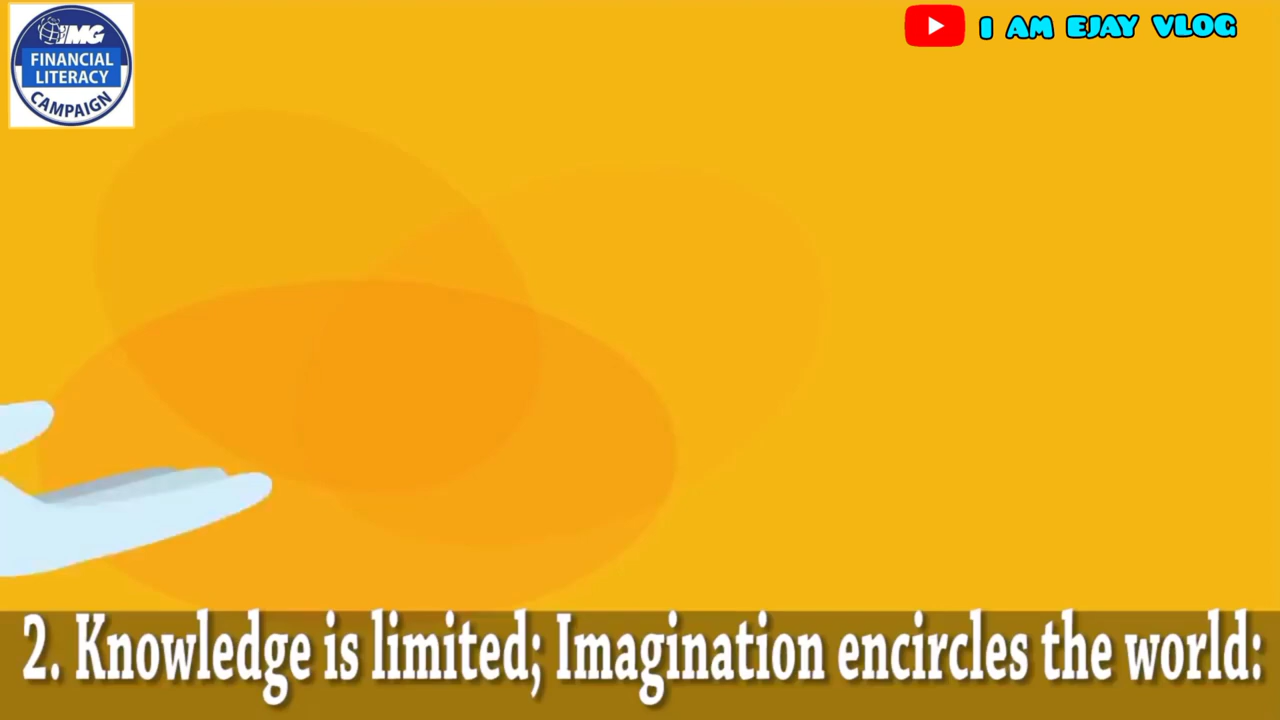 IMG
FINANCIAL
LITERACY
CAMPAIGN
I AM EJAY VLOG
2. Knowledge is limited; Imagination encircles the world: